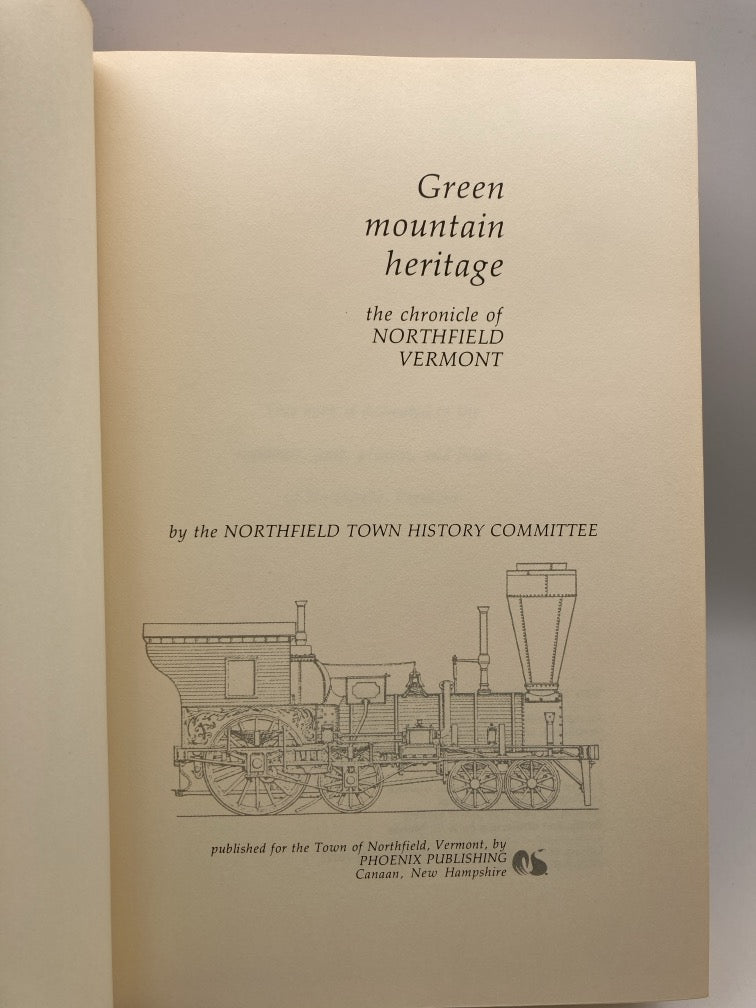 Green
mountain
heritage
the chronicle of
NORTHFIELD
VERMONT
by the NORTHFIELD TOWN HISTORY COMMITTEE
published for the Town of Northfield, Vermont, by
PHOENIX PUBLISHING
Canaan, New Hampshire